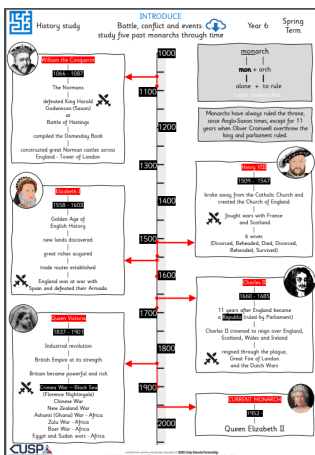 History study
INTRODUCE
Battle, conflict and events:
study five past monarchs through time
Year 6
Spring
Term
William the Conqueror
1066 - 1087
The Normans
defeated King Harold
Godwinson (Saxon)
at
Battle of Hastings
compiled the Domesday Book
constructed great Norman castles across
England - Tower of London
Elizabeth I
1558 - 1603
Golden Age of
English History
new lands discovered
great riches acquired
trade routes established
England was at war with
Spain and defeated their Armada
Queen Victoria
1837 - 1901
Industrial revolution
British Empire at its strength
Britain become powerful and rich
Crimea War - Black Sea
(Florence Nightingale)
Chinese War
New Zealand War
Ashanti (Ghana) War - Africa
Zulu War - Africa
Boer War - Africa
Egypt and Sudan wars - Africa
1000
1100
1200
1300
1400
1500
1600
1700
1800
1900
2000
monarch
mon + arch
alone + to rule
Monarchs have always ruled the throne,
since Anglo-Saxon times, except for 11
years when Oliver Cromwell overthrew the
king and parliament ruled.
Henry VIII
1509 - 1547
broke away from the Catholic Church and
created the Church of England
fought wars with France
and Scotland
6 wives
(Divorced, Beheaded, Died, Divorced,
Beheaded, Survived)
Charles II
1660 - 1685
11 years after England became
a Republic (ruled by Parliament)
Charles II crowned to reign over England,
Scotland, Wales and Ireland
reigned through the plague,
Great Fire of London
and the Dutch Wars
CURRENT MONARCH
1952 -
Queen Elizabeth II
CUSP